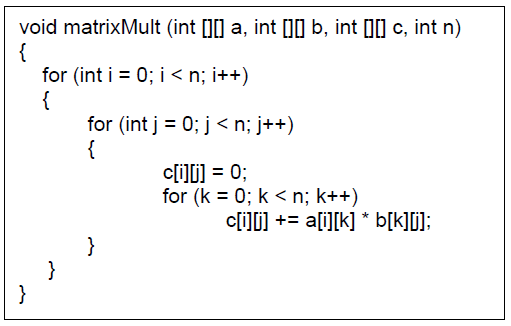 void matrixMult (int [][] a, int [][] b, int [][] c, int n)
{
for (int i = 0; i < n; i++)
{
for (int j = 0; j < n; j++)
{
c[i][j] = 0;
for (k = 0; k < n; k++)
c[i][j] += a[i][k] * b[k][j];
}
}
}